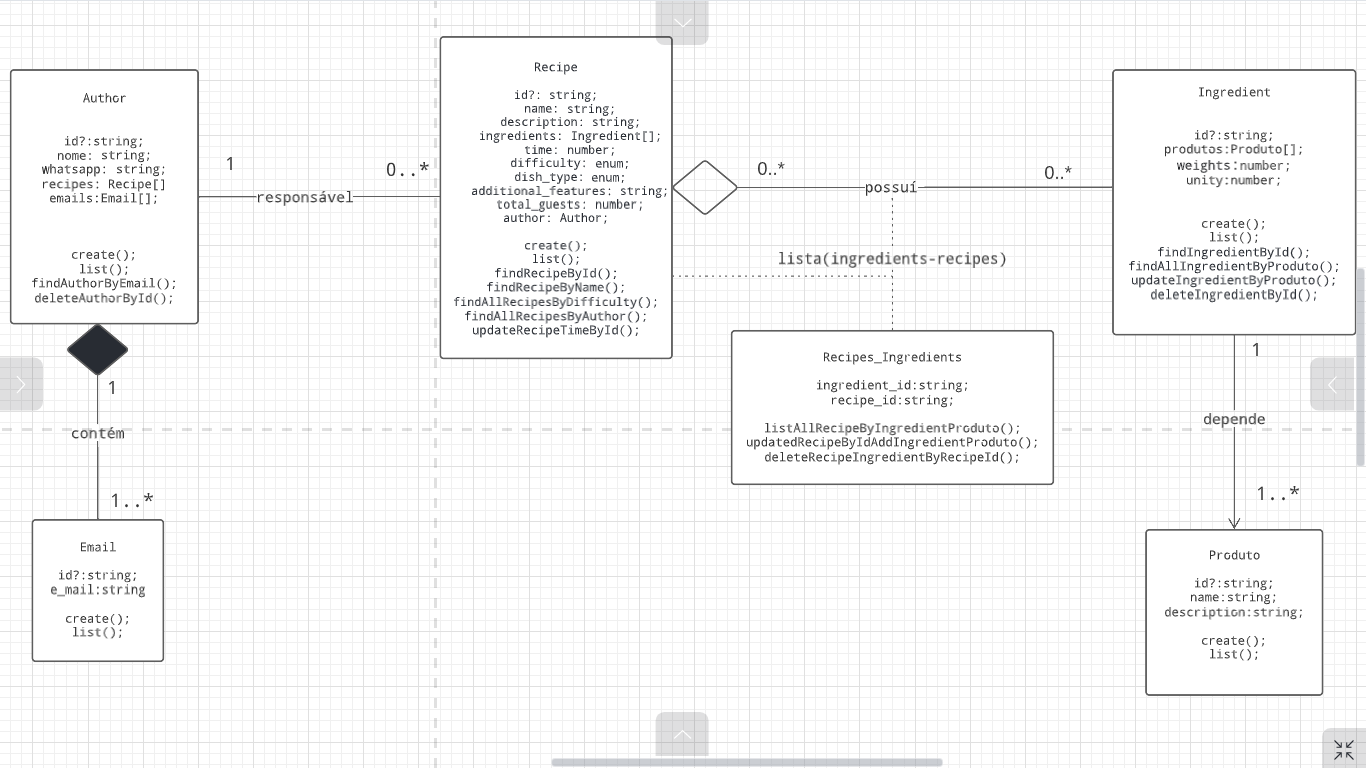 Author
id?:string;
nome: string;
whatsapp: string;
recipes: Recipe[]
emails:Email[];
create();
list();
findAuthorByEmail();
deleteAuthorById();
1
0..*
responsável
Recipe
id?: string;
name: string;
description: string;
ingredients: Ingredient[];
time: number;
difficulty: enum;
dish_type: enum;
additional_features: string;
total_guests: number;
author: Author;
create();
list();
findRecipeById();
findRecipeByName();
findAllRecipesByDifficulty();
findAllRecipesByAuthor();
updateRecipeTimeById();
0..*
0..*
possuí
lista(ingredients-recipes)
Ingredient
id?:string;
produtos:Produto[];
weights:number;
unity:number;
create();
list();
findIngredientById();
findAllIngredientByProduto();
updateIngredientByProduto();
deleteIngredientById();
Recipes_Ingredients
ingredient_id:string;
recipe_id:string;
listAllRecipeByIngredientProduto();
updatedRecipeByIdAddIngredientProduto();
deleteRecipeIngredientByRecipeId();
1
contém
1..*
Email
id?:string;
e_mail:string
create();
list();
1
depende
1..*
Produto
id?:string;
name:string;
description:string;
create();
list();